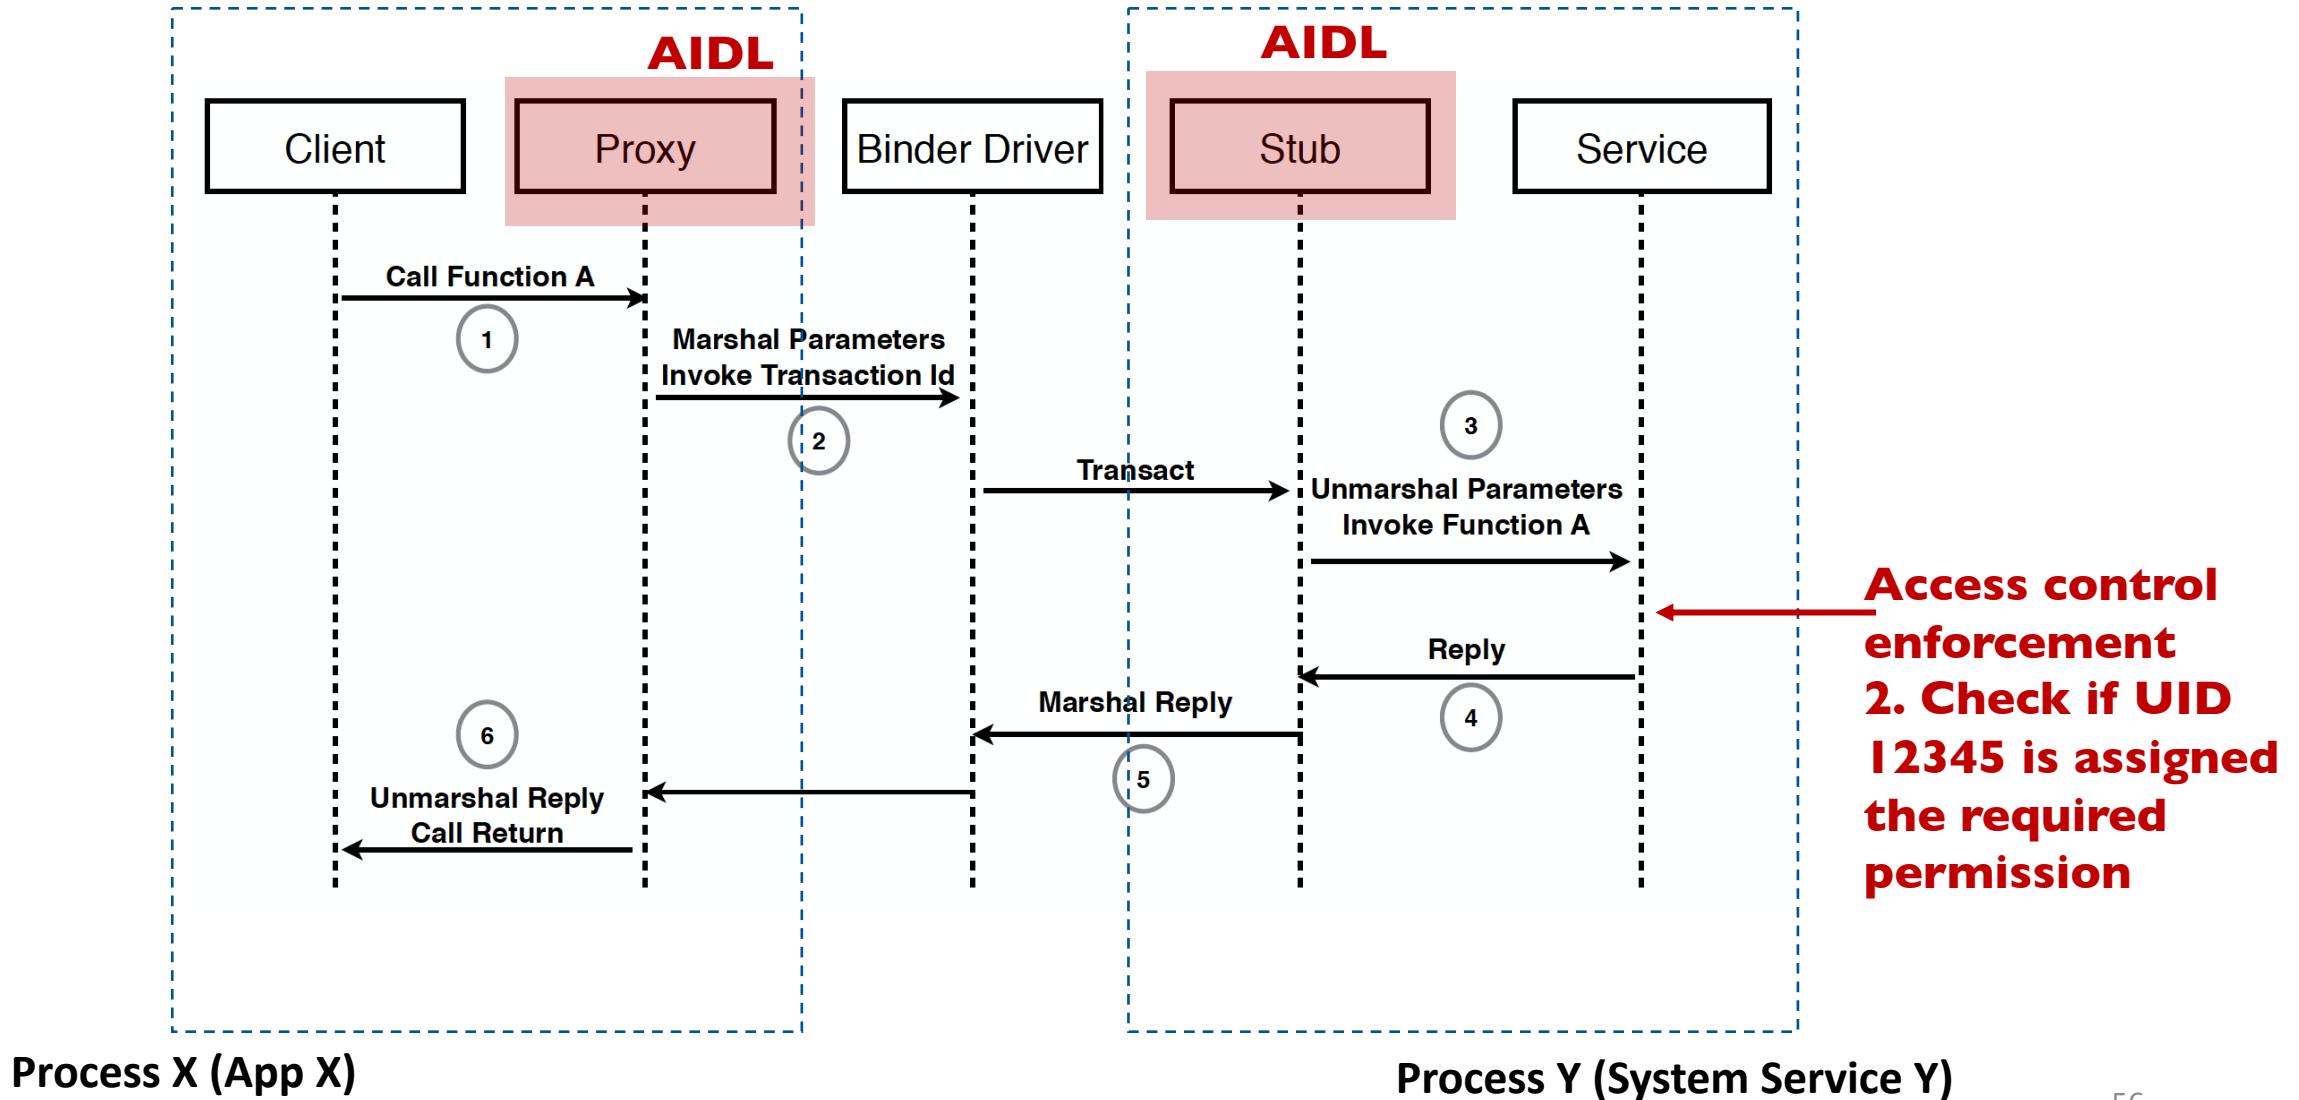 AIDL
AIDL
Client
Proxy
Binder Driver
Stub
Service
Call Function A
1
Marshal Parameters
Invoke Transaction Id
2
Transact
3
Unmarshal Parameters
Invoke Function A
Access control
enforcement
2. Check if UID
12345 is assigned
the required
permission
Reply
4
Marshal Reply
5
6
Unmarshal Reply
Call Return
Process X (App X)
Process Y (System Service Y)
56